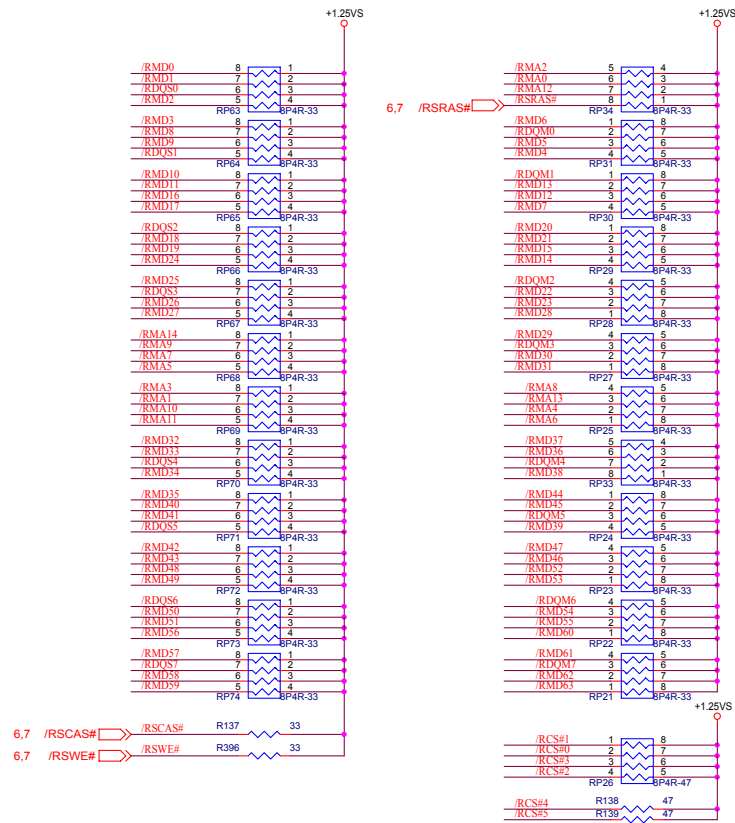 +1.25VS
/RMD0 8 1
/RMD1 7 2
/RDQS0 6 3
/RMD2 5 4
RP63 8P4R-33
/RMD3 8 1
/RMD8 7 2
/RMD9 6 3
/RDQS1 5 4
RP64 8P4R-33
/RMD10 8 1
/RMD11 7 2
/RMD16 6 3
/RMD17 5 4
RP65 8P4R-33
/RDQS2 8 1
/RMD18 7 2
/RMD19 6 3
/RMD24 5 4
RP66 8P4R-33
/RMD25 8 1
/RDQS3 7 2
/RMD26 6 3
/RMD27 5 4
RP67 8P4R-33
/RMA14 8 1
/RMA9 7 2
/RMA7 6 3
/RMA5 5 4
RP68 8P4R-33
/RMA3 8 1
/RMA1 7 2
/RMA10 6 3
/RMA11 5 4
RP69 8P4R-33
/RMD32 8 1
/RMD33 7 2
/RDQS4 6 3
/RMD34 5 4
RP70 8P4R-33
/RMD35 8 1
/RMD40 7 2
/RMD41 6 3
/RDQS5 5 4
RP71 8P4R-33
/RMD42 8 1
/RMD43 7 2
/RMD48 6 3
/RMD49 5 4
RP72 8P4R-33
/RDQS6 8 1
/RMD50 7 2
/RMD51 6 3
/RMD56 5 4
RP73 8P4R-33
/RMD57 8 1
/RDQS7 7 2
/RMD58 6 3
/RMD59 5 4
RP74 8P4R-33
6,7 /RSCAS# /RSCAS# R137 33
6,7 /RSWE# /RSWE# R396 33
+1.25VS
/RMA2 5 4
/RMA0 6 3
/RMA12 7 2
6,7 /RSRAS# /RSRAS# 8 1
RP34 8P4R-33
/RMD6 1 8
/RDQM0 2 7
/RMD5 3 6
/RMD4 4 5
RP31 8P4R-33
/RDQM1 1 8
/RMD13 2 7
/RMD12 3 6
/RMD7 4 5
RP30 8P4R-33
/RMD20 1 8
/RMD21 2 7
/RMD15 3 6
/RMD14 4 5
RP29 8P4R-33
/RDQM2 4 5
/RMD22 3 6
/RMD23 2 7
/RMD28 1 8
RP28 8P4R-33
/RMD29 4 5
/RDQM3 3 6
/RMD30 2 7
/RMD31 1 8
RP27 8P4R-33
/RMA8 4 5
/RMA13 3 6
/RMA4 2 7
/RMA6 1 8
RP25 8P4R-33
/RMD37 5 4
/RMD36 6 3
/RDQM4 7 2
/RMD38 8 1
RP33 8P4R-33
/RMD44 1 8
/RMD45 2 7
/RDQM5 3 6
/RMD39 4 5
RP24 8P4R-33
/RMD47 4 5
/RMD46 3 6
/RMD52 2 7
/RMD53 1 8
RP23 8P4R-33
/RDQM6 4 5
/RMD54 3 6
/RMD55 2 7
/RMD60 1 8
RP22 8P4R-33
/RMD61 4 5
/RDQM7 3 6
/RMD62 2 7
/RMD63 1 8
RP21 8P4R-33
+1.25VS
/RCS#1 1 8
/RCS#0 2 7
/RCS#3 3 6
/RCS#2 4 5
RP26 8P4R-47
/RCS#4 R138 47
/RCS#5 R139 47